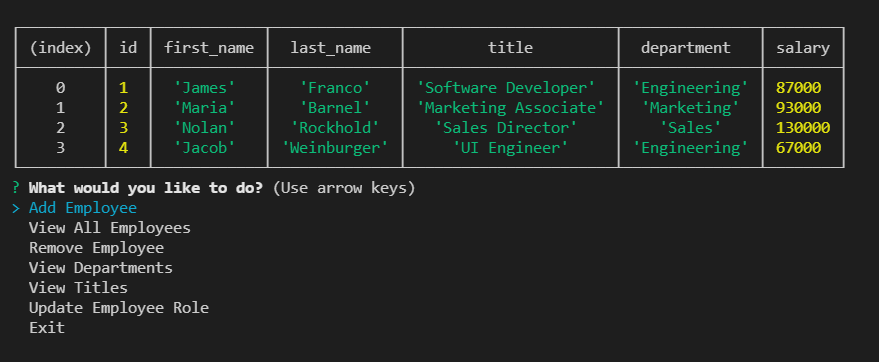 (index) id first_name last_name title department salary
0 1 'James' 'Franco' 'Software Developer' 'Engineering' 87000
1 2 'Maria' 'Barnel' 'Marketing Associate' 'Marketing' 93000
2 3 'Nolan' 'Rockhold' 'Sales Director' 'Sales' 130000
3 4 'Jacob' 'Weinburger' 'UI Engineer' 'Engineering' 67000
? What would you like to do? (Use arrow keys)
> Add Employee
View All Employees
Remove Employee
View Departments
View Titles
Update Employee Role
Exit